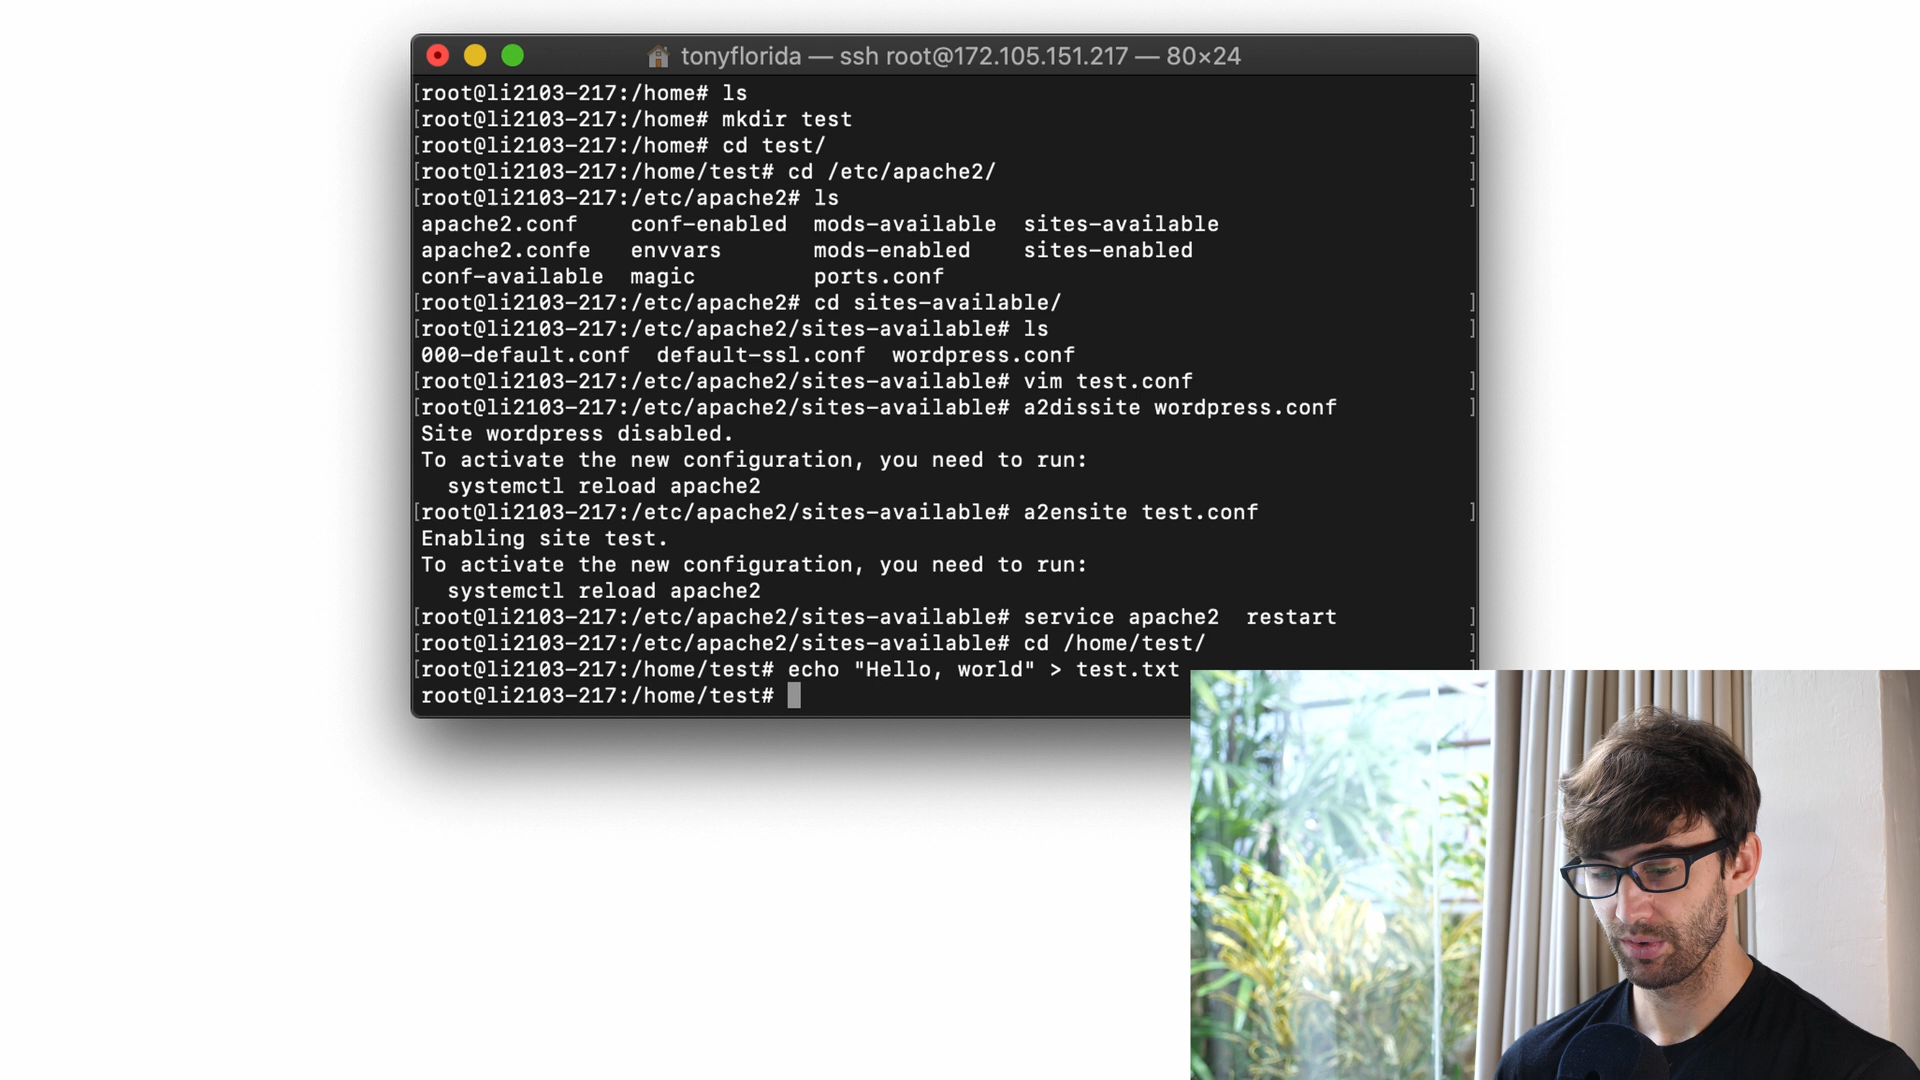 tonyflorida — ssh root@172.105.151.217 — 80×24
[root@li2103-217:/home# ls ]
[root@li2103-217:/home# mkdir test ]
[root@li2103-217:/home# cd test/ ]
[root@li2103-217:/home/test# cd /etc/apache2/ ]
[root@li2103-217:/etc/apache2# ls ]
apache2.conf    conf-enabled  mods-available  sites-available
apache2.confe   envvars       mods-enabled    sites-enabled
conf-available  magic         ports.conf
[root@li2103-217:/etc/apache2# cd sites-available/ ]
[root@li2103-217:/etc/apache2/sites-available# ls ]
000-default.conf  default-ssl.conf  wordpress.conf
[root@li2103-217:/etc/apache2/sites-available# vim test.conf ]
[root@li2103-217:/etc/apache2/sites-available# a2dissite wordpress.conf ]
Site wordpress disabled.
To activate the new configuration, you need to run:
  systemctl reload apache2
[root@li2103-217:/etc/apache2/sites-available# a2ensite test.conf ]
Enabling site test.
To activate the new configuration, you need to run:
  systemctl reload apache2
[root@li2103-217:/etc/apache2/sites-available# service apache2  restart ]
[root@li2103-217:/etc/apache2/sites-available# cd /home/test/ ]
[root@li2103-217:/home/test# echo "Hello, world" > test.txt ]
root@li2103-217:/home/test#